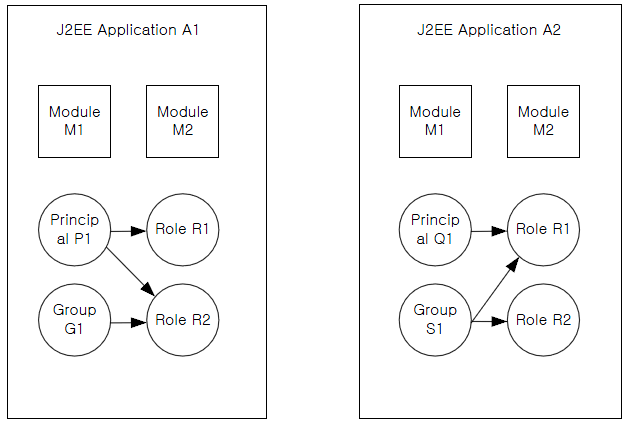 J2EE Application A1
Module
M1
Module
M2
Princip
al P1
Role R1
Group
G1
Role R2
J2EE Application A2
Module
M1
Module
M2
Princip
al Q1
Role R1
Group
S1
Role R2